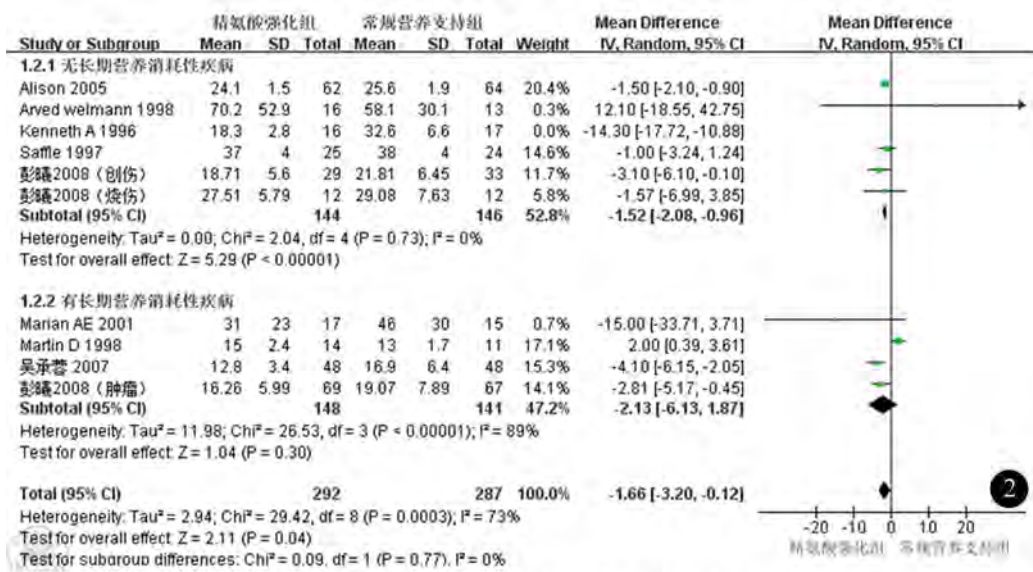 精氨酸强化组 常规营养支持组 Mean Difference Mean Difference
Study or Subgroup Mean SD Total Mean SD Total Weight IV, Random, 95% CI IV, Random, 95% CI
1.2.1 无长期营养消耗性疾病
Alison 2005 24.1 1.5 62 25.6 1.9 64 20.4% -1.50 [-2.10, -0.90]
Arved welmann 1998 70.2 52.9 16 58.1 30.1 13 0.3% 12.10 [-18.55, 42.75]
Kenneth A 1996 18.3 2.8 16 32.6 6.6 17 0.0% -14.30 [-17.72, -10.88]
Saffle 1997 37 4 25 38 4 24 14.6% -1.00 [-3.24, 1.24]
彭曦2008（创伤） 18.71 5.6 29 21.81 6.45 33 11.7% -3.10 [-6.10, -0.10]
彭曦2008（烧伤） 27.51 5.79 12 29.08 7.63 12 5.8% -1.57 [-6.99, 3.85]
Subtotal (95% CI) 144 146 52.8% -1.52 [-2.08, -0.96]
Heterogeneity: Tau² = 0.00; Chi² = 2.04, df = 4 (P = 0.73); I² = 0%
Test for overall effect: Z = 5.29 (P < 0.00001)
1.2.2 有长期营养消耗性疾病
Marian AE 2001 31 23 17 46 30 15 0.7% -15.00 [-33.71, 3.71]
Martin D 1998 15 2.4 14 13 1.7 11 17.1% 2.00 [0.39, 3.61]
吴承蓉 2007 12.8 3.4 48 16.9 6.4 48 15.3% -4.10 [-6.15, -2.05]
彭曦2008（肿瘤） 16.26 5.99 69 19.07 7.89 67 14.1% -2.81 [-5.17, -0.45]
Subtotal (95% CI) 148 141 47.2% -2.13 [-6.13, 1.87]
Heterogeneity: Tau² = 11.98; Chi² = 26.53, df = 3 (P < 0.00001); I² = 89%
Test for overall effect: Z = 1.04 (P = 0.30)
Total (95% CI) 292 287 100.0% -1.66 [-3.20, -0.12]
2
Heterogeneity: Tau² = 2.94; Chi² = 29.42, df = 8 (P = 0.0003); I² = 73%
Test for overall effect: Z = 2.11 (P = 0.04)
Test for subgroup differences: Chi² = 0.09, df = 1 (P = 0.77), I² = 0%
-20 -10 0 10 20
精氨酸强化组 常规营养支持组